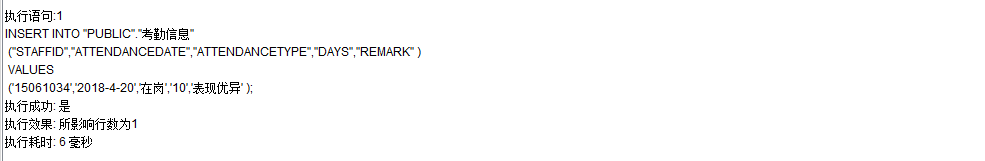 执行语句:1
INSERT INTO "PUBLIC"."考勤信息"
("STAFFID","ATTENDANCEDATE","ATTENDANCETYPE","DAYS","REMARK" )
VALUES
('15061034','2018-4-20','在岗','10','表现优异' );
执行成功: 是
执行效果: 所影响行数为1
执行耗时: 6 毫秒